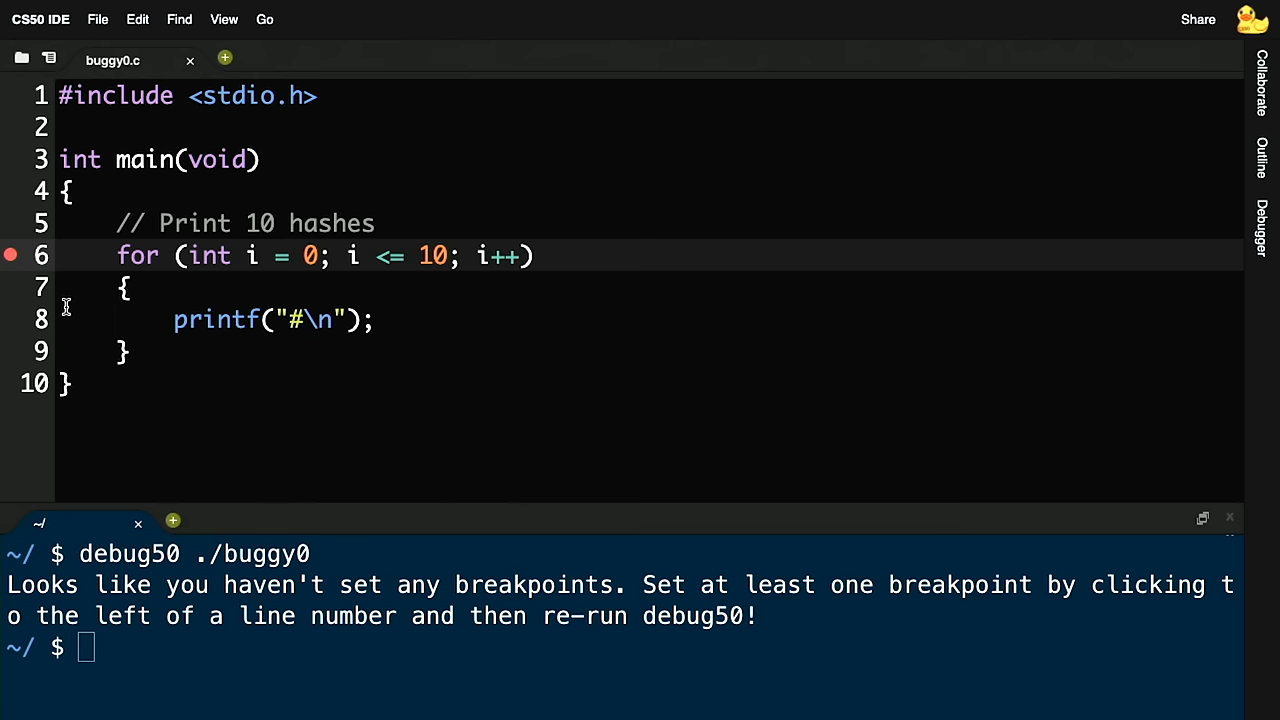 CS50 IDE File Edit Find View Go Share
buggy0.c
Collaborate
Outline
Debugger
1 #include <stdio.h>
2
3 int main(void)
4 {
5 // Print 10 hashes
6 for (int i = 0; i <= 10; i++)
7 {
8 printf("#\n");
9 }
10 }
~/
~/ $ debug50 ./buggy0
Looks like you haven't set any breakpoints. Set at least one breakpoint by clicking t
o the left of a line number and then re-run debug50!
~/ $